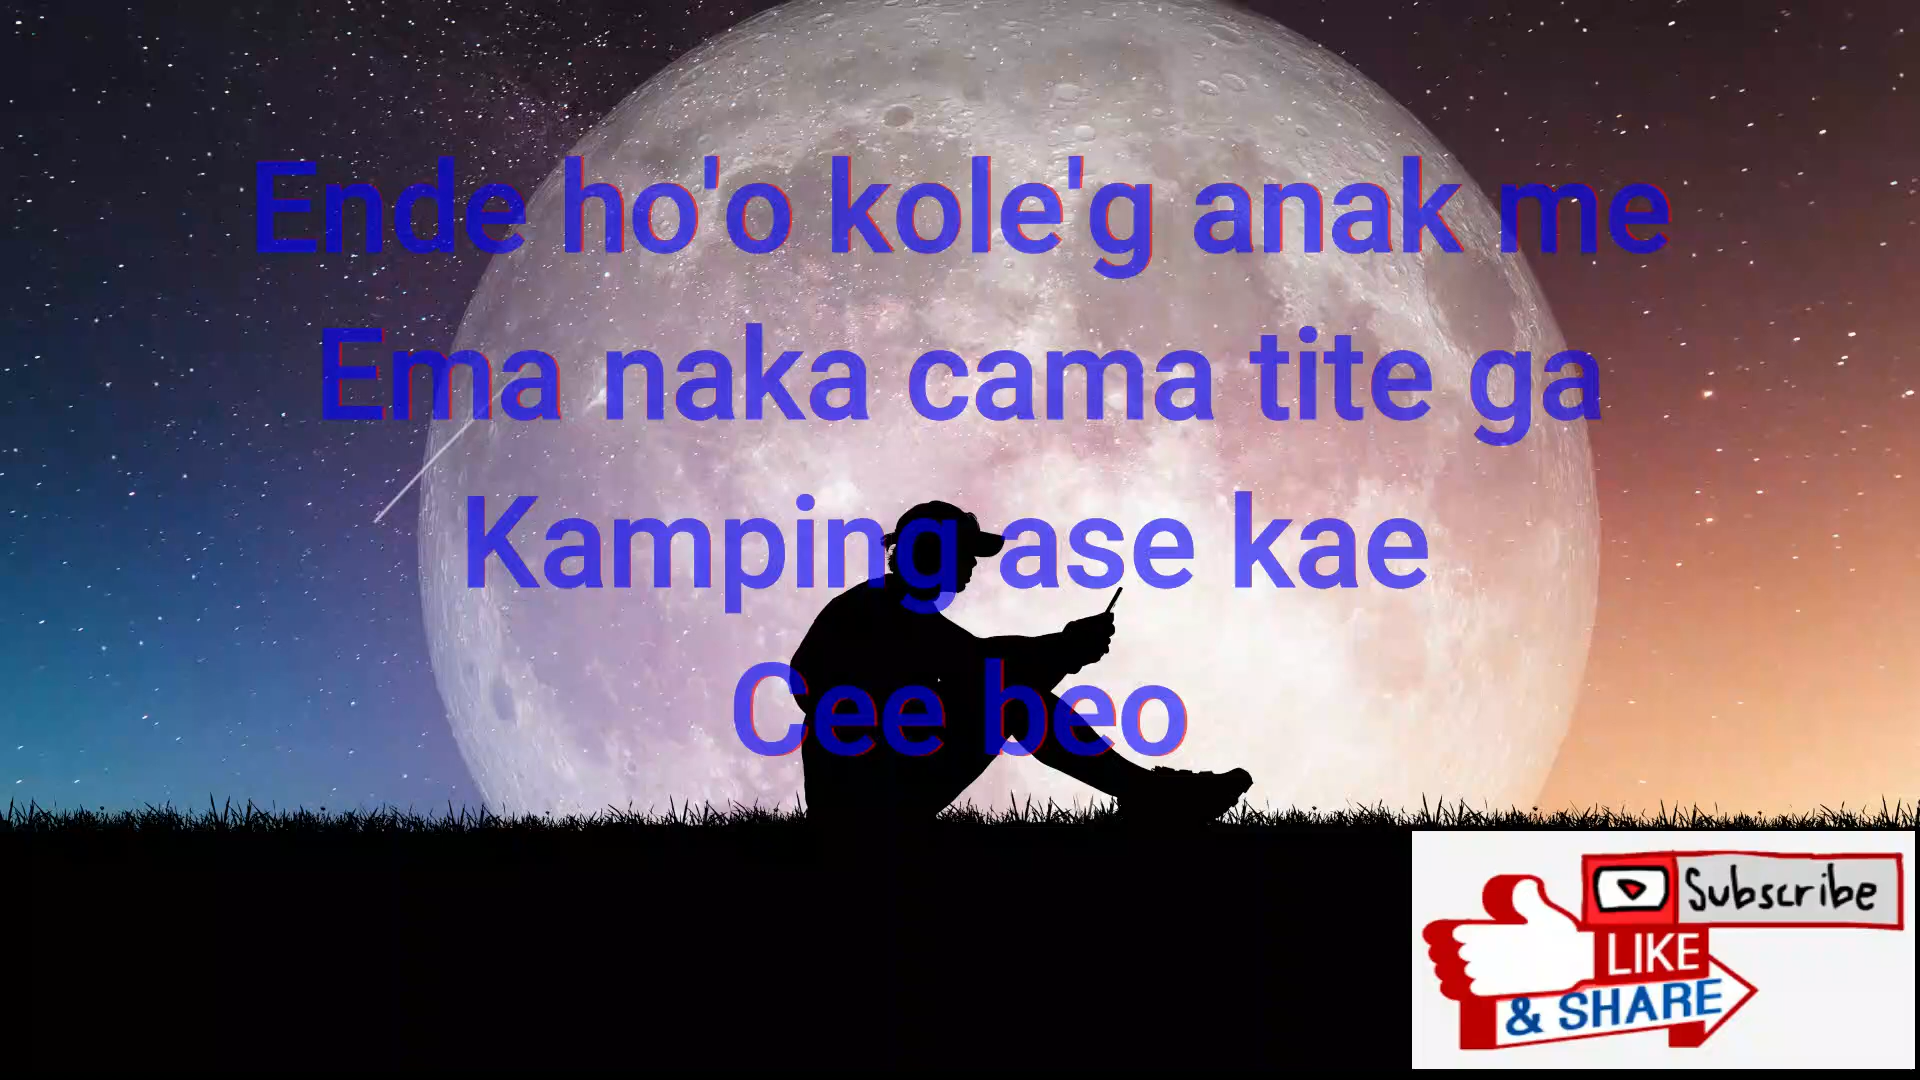 Ende ho'o kole'g anak me
Ema naka cama tite ga
Kamping ase kae
Cee beo
Subscribe
LIKE
& SHARE